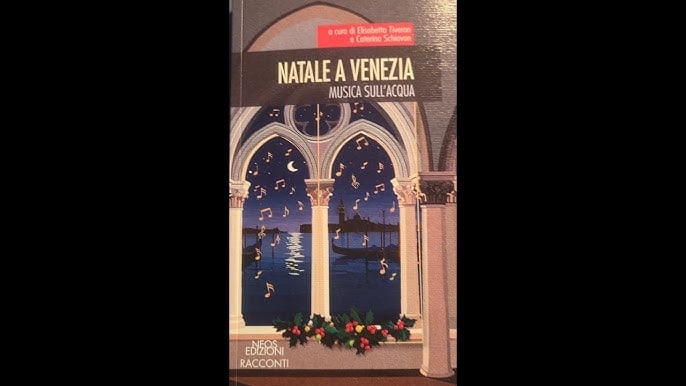 a cura di Elisabetta Tiveron
e Caterina Schiavon
NATALE A VENEZIA
MUSICA SULL'ACQUA
NEOS
EDIZIONI
RACCONTI